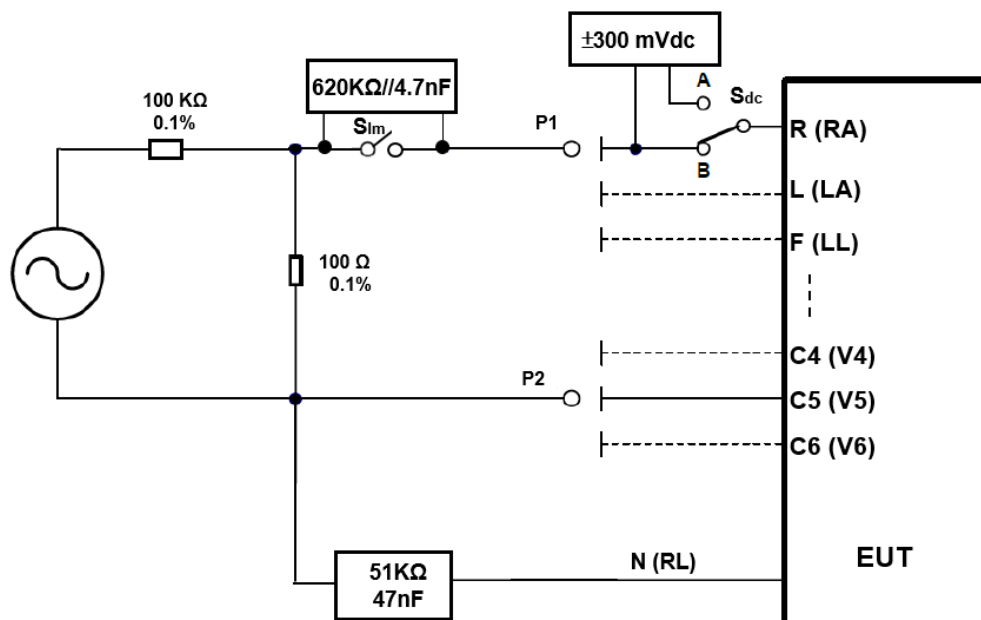 ±300 mVdc
620KΩ//4.7nF
A
Sdc
100 KΩ
0.1%
Slm
P1
R (RA)
B
L (LA)
F (LL)
100 Ω
0.1%
C4 (V4)
P2
C5 (V5)
C6 (V6)
N (RL)
EUT
51KΩ
47nF